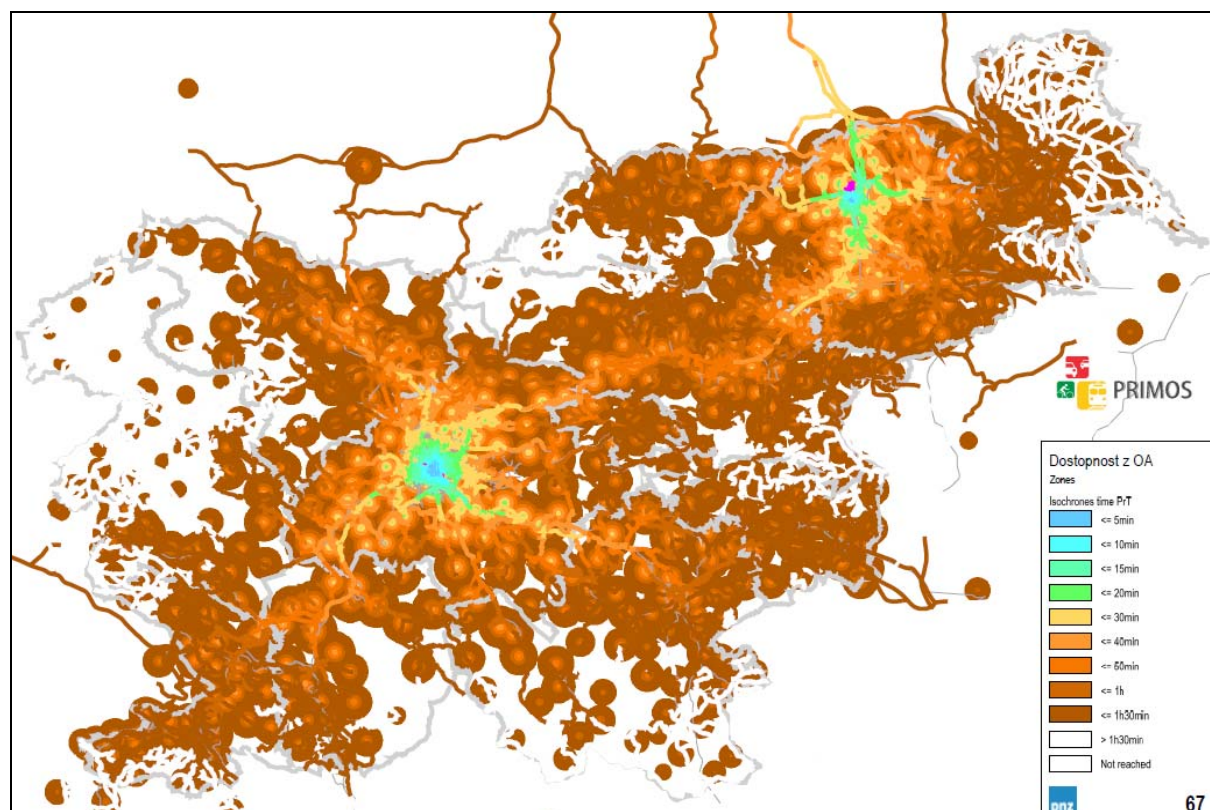 PRIMOS
Dostopnost z OA
Zones
Isochrones time PrT
<= 5min
<= 10min
<= 15min
<= 20min
<= 30min
<= 40min
<= 50min
<= 1h
<= 1h30min
> 1h30min
Not reached
pnz
67